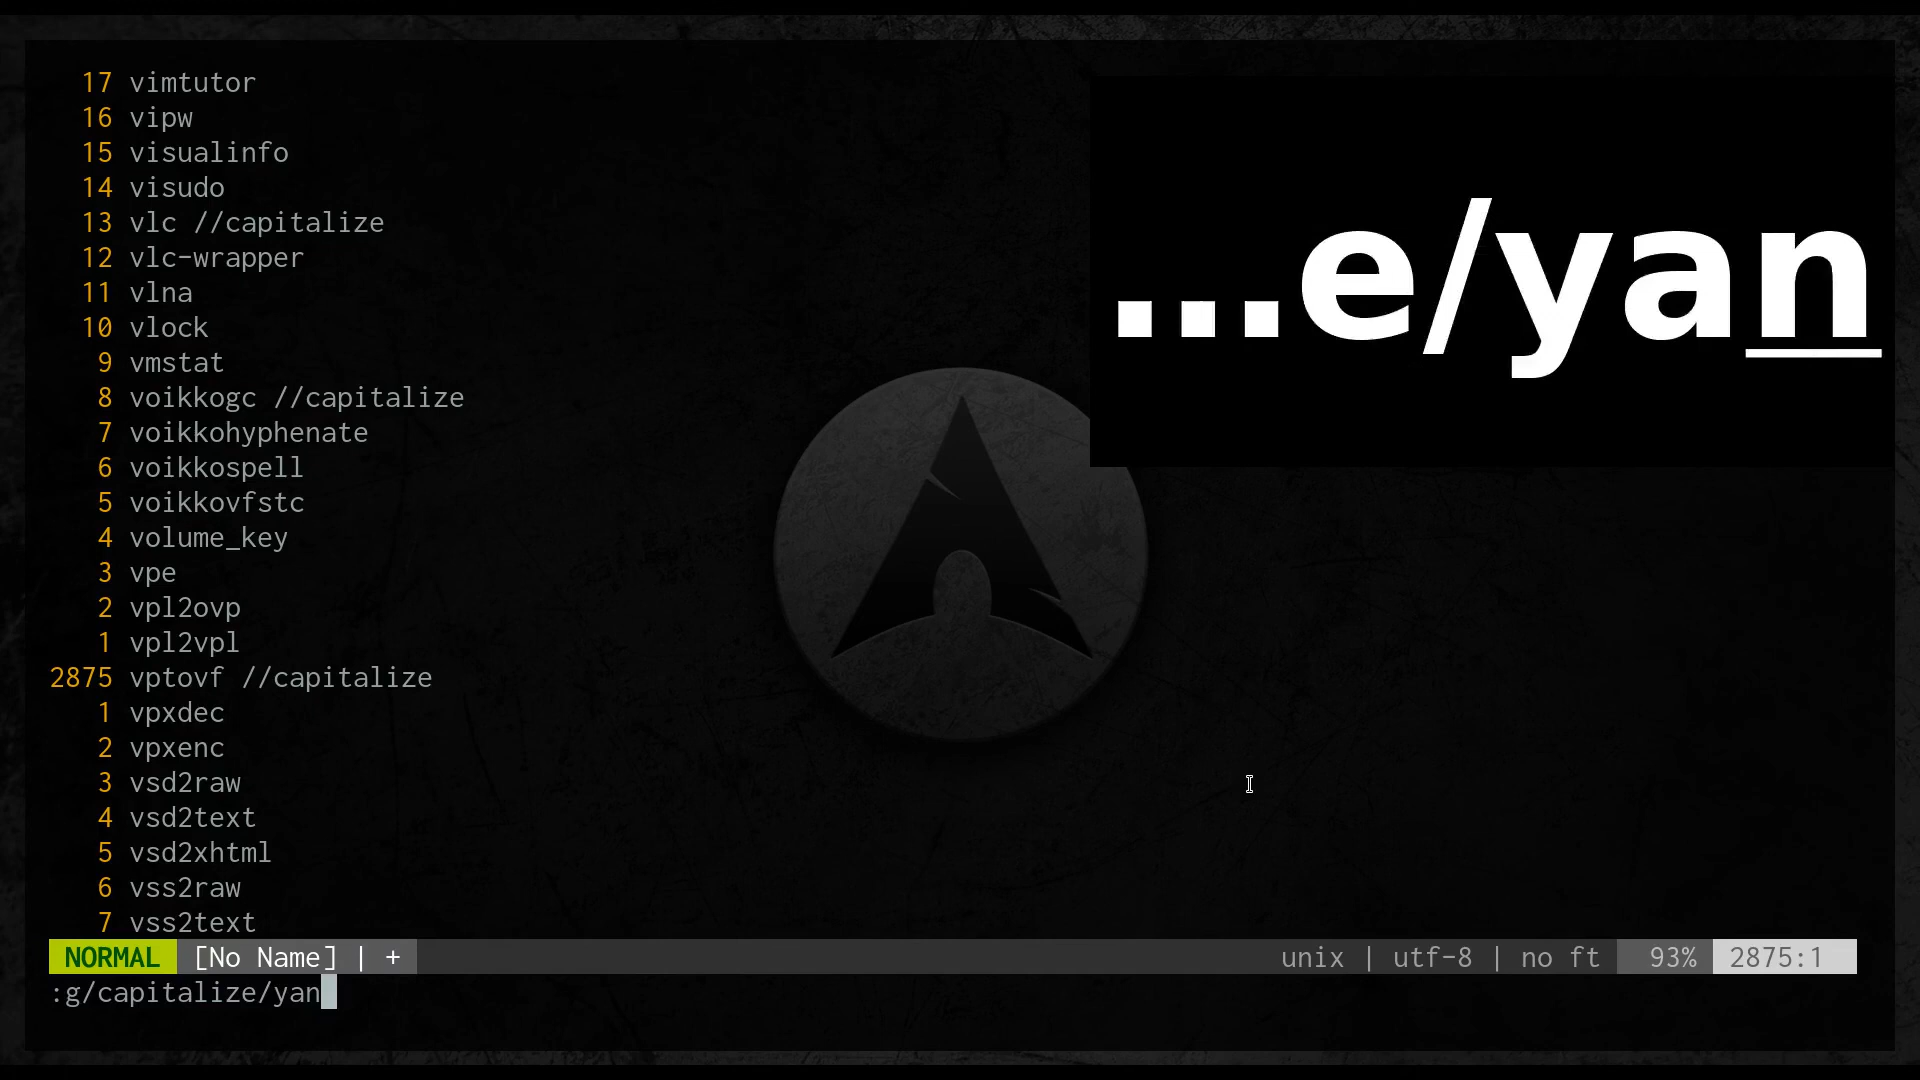 17 vimtutor
16 vipw
15 visualinfo
14 visudo
13 vlc //capitalize
12 vlc-wrapper
11 vlna
10 vlock
9 vmstat
8 voikkogc //capitalize
7 voikkohyphenate
6 voikkospell
5 voikkovfstc
4 volume_key
3 vpe
2 vpl2ovp
1 vpl2vpl
2875 vptovf //capitalize
1 vpxdec
2 vpxenc
3 vsd2raw
4 vsd2text
5 vsd2xhtml
6 vss2raw
7 vss2text
…e/yan
NORMAL [No Name] | + unix | utf-8 | no ft 93% 2875:1
:g/capitalize/yan